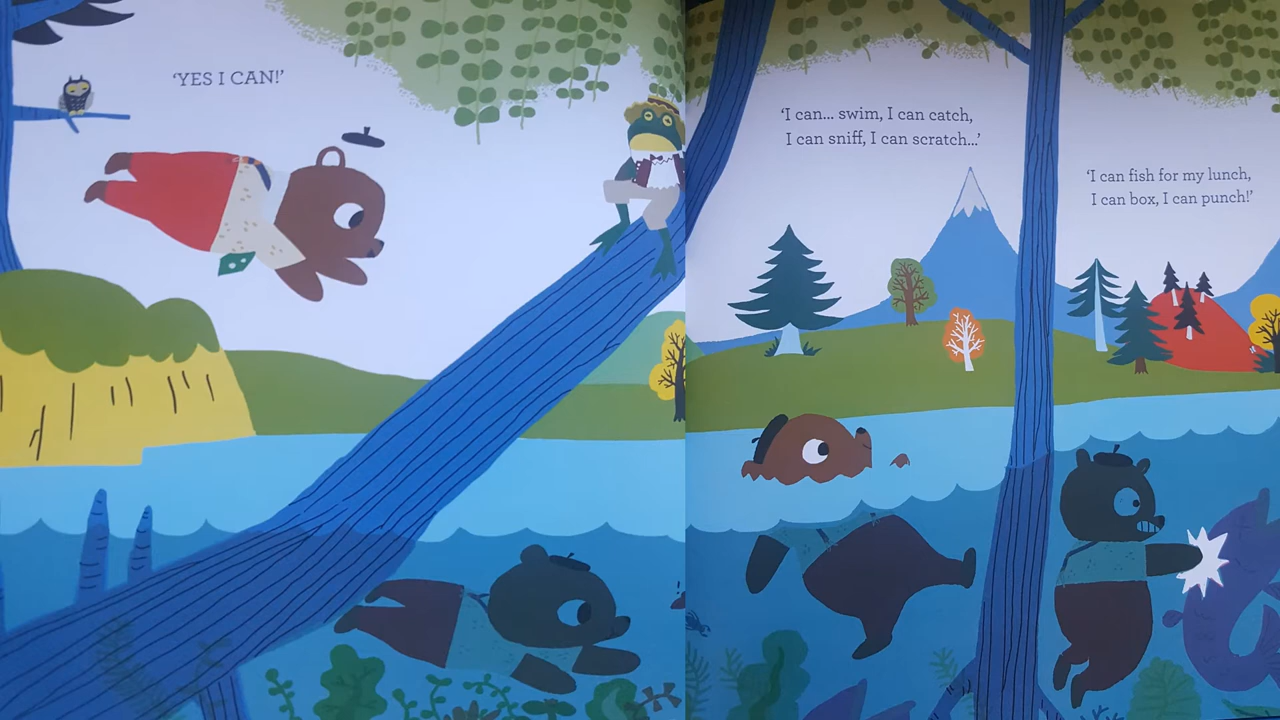 ‘YES I CAN!’
‘I can... swim, I can catch,
I can sniff, I can scratch...’
‘I can fish for my lunch,
I can box, I can punch!’